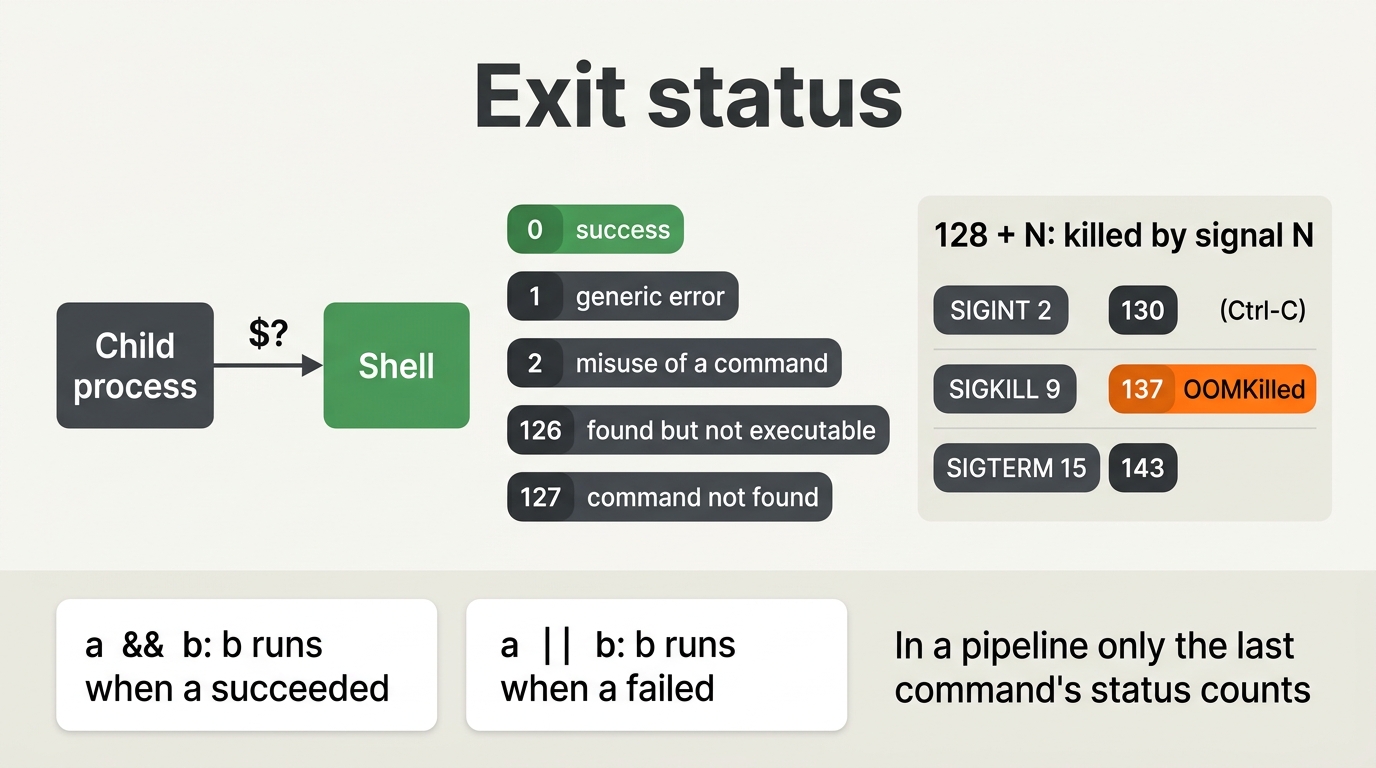 Exit status
Child
process
$?
Shell
0 success
1 generic error
2 misuse of a command
126 found but not executable
127 command not found
128 + N: killed by signal N
SIGINT 2 130 (Ctrl-C)
SIGKILL 9 137 OOMKilled
SIGTERM 15 143
a && b: b runs
when a succeeded
a || b: b runs
when a failed
In a pipeline only the last
command's status counts